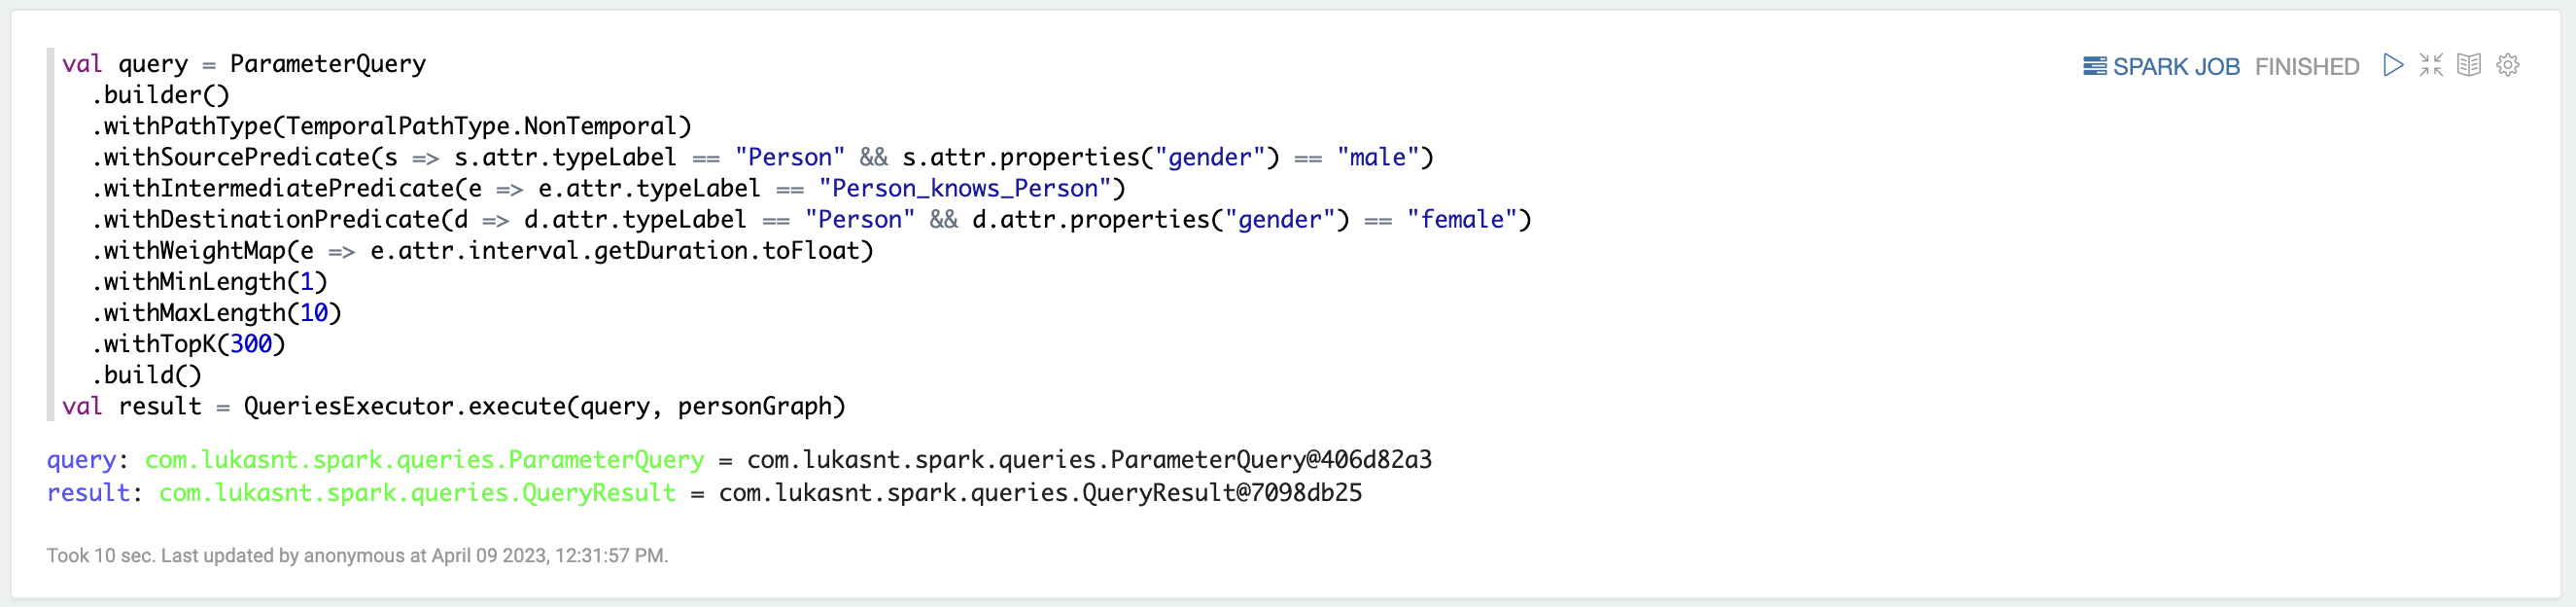 val query = ParameterQuery
.builder()
.withPathType(TemporalPathType.NonTemporal)
.withSourcePredicate(s => s.attr.typeLabel == "Person" && s.attr.properties("gender") == "male")
.withIntermediatePredicate(e => e.attr.typeLabel == "Person_knows_Person")
.withDestinationPredicate(d => d.attr.typeLabel == "Person" && d.attr.properties("gender") == "female")
.withWeightMap(e => e.attr.interval.getDuration.toFloat)
.withMinLength(1)
.withMaxLength(10)
.withTopK(300)
.build()
val result = QueriesExecutor.execute(query, personGraph)
SPARK JOB FINISHED
query: com.lukasnt.spark.queries.ParameterQuery = com.lukasnt.spark.queries.ParameterQuery@406d82a3
result: com.lukasnt.spark.queries.QueryResult = com.lukasnt.spark.queries.QueryResult@7098db25
Took 10 sec. Last updated by anonymous at April 09 2023, 12:31:57 PM.